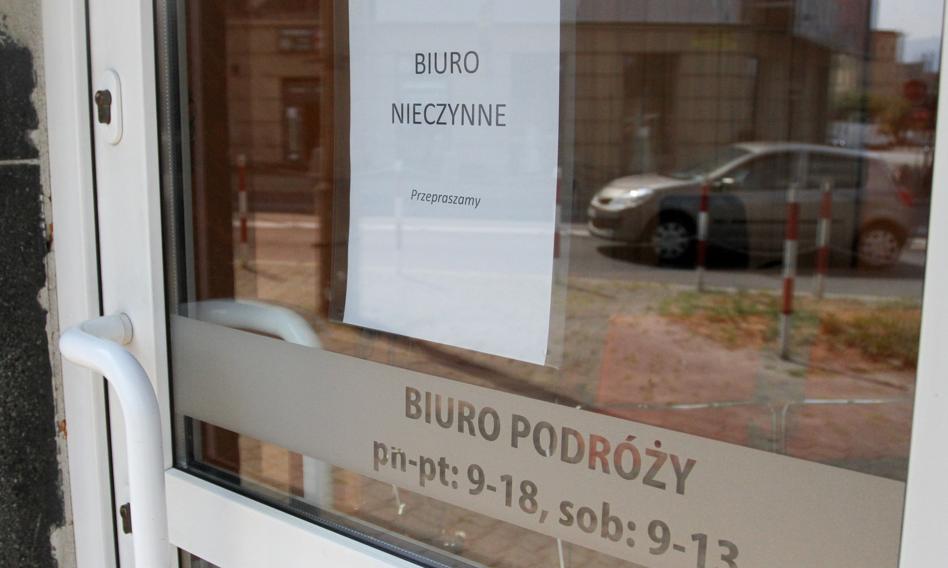 BIURO
NIECZYNNE
Przepraszamy
BIURO PODRÓŻY
pn-pt: 9-18, sob: 9-13